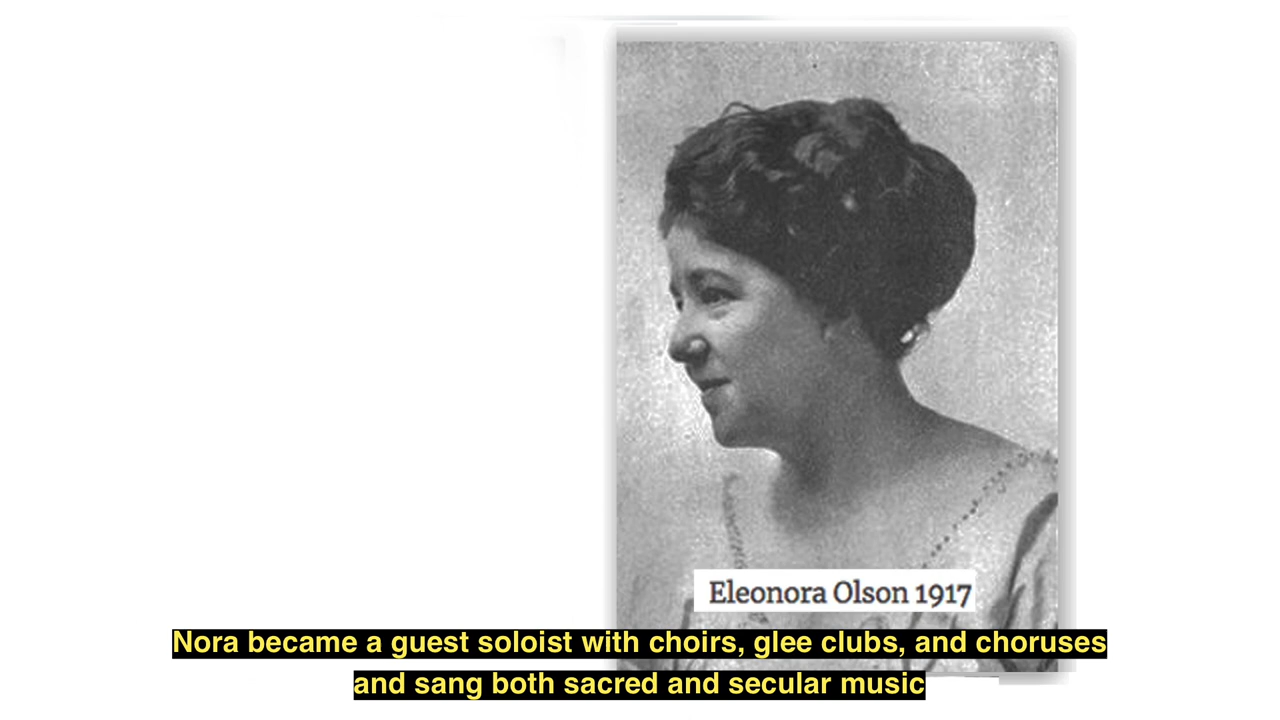 Eleonora Olson 1917
Nora became a guest soloist with choirs, glee clubs, and choruses
and sang both sacred and secular music